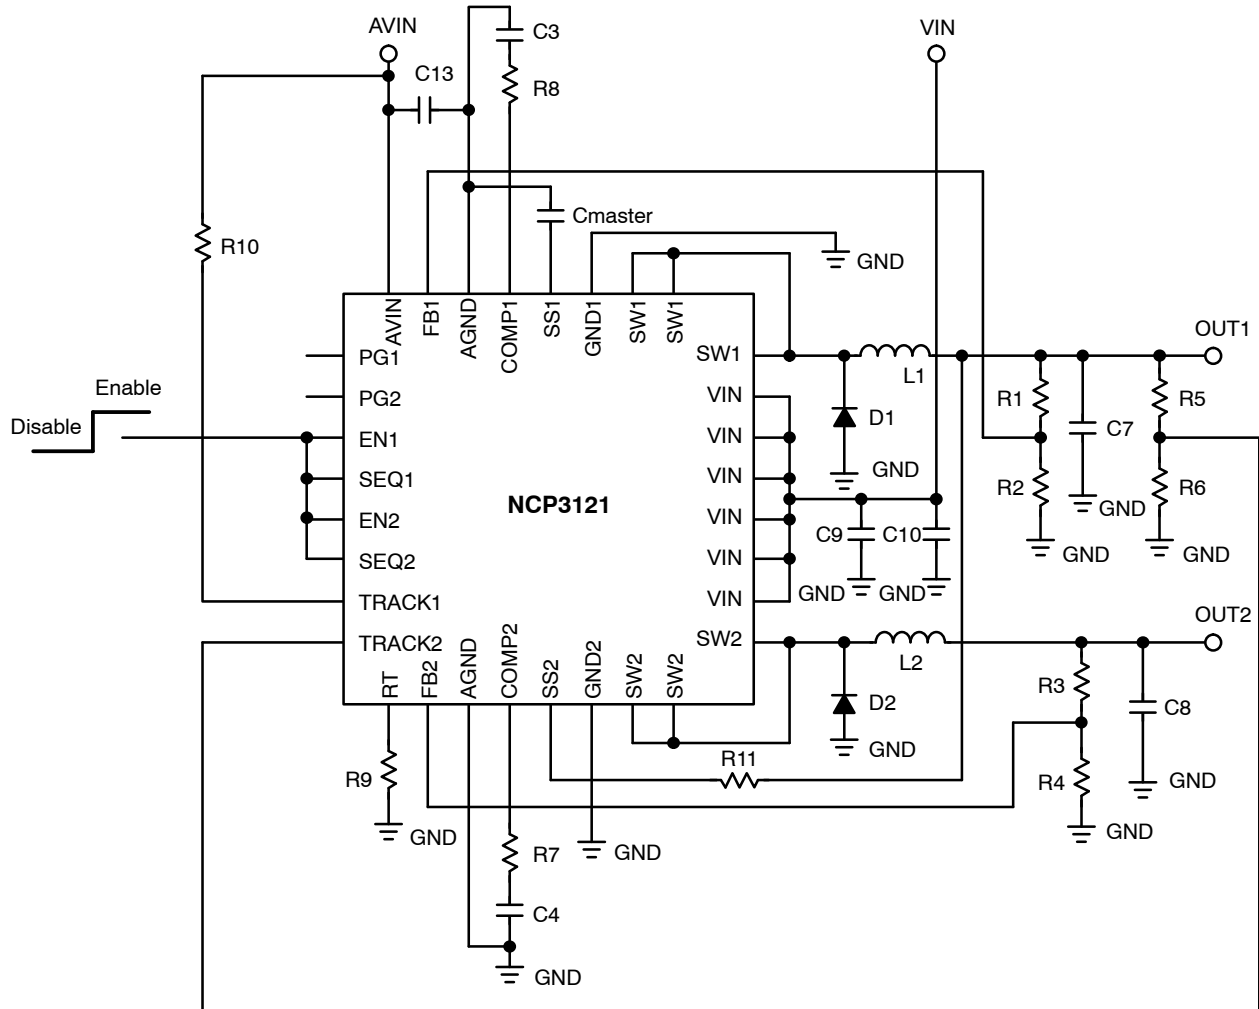 AVIN
C3
VIN
C13
R8
Cmaster
R10
GND
AVIN
FB1
AGND
COMP1
SS1
GND1
SW1
SW1
OUT1
PG1
SW1
L1
Enable
PG2
VIN
R1
R5
Disable
D1
C7
EN1
VIN
GND
SEQ1
VIN
R2
R6
NCP3121
GND
EN2
VIN
C9
C10
GND
GND
SEQ2
VIN
GND
GND
TRACK1
VIN
OUT2
TRACK2
SW2
L2
RT
FB2
AGND
COMP2
SS2
GND2
SW2
SW2
R3
D2
C8
GND
R11
R9
R4
GND
GND
GND
R7
GND
C4
GND